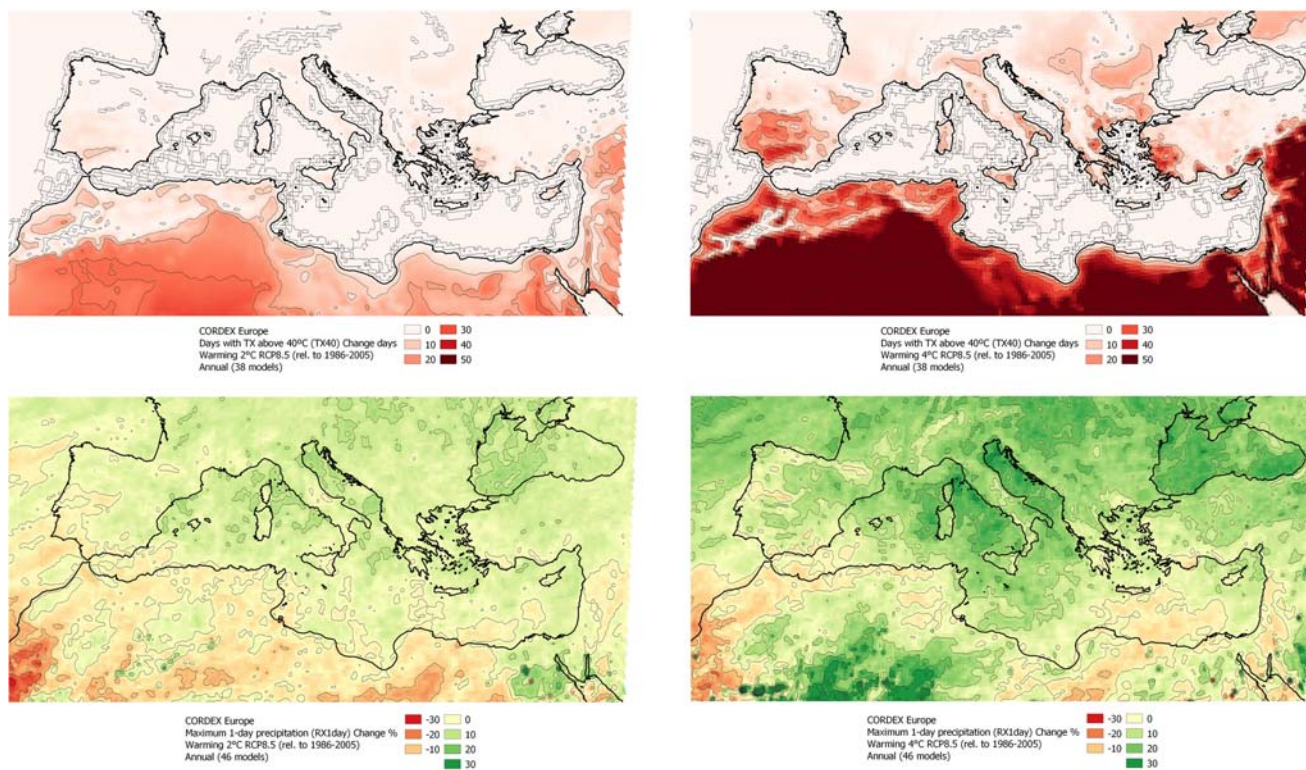 CORDEX Europe
Days with TX above 40ºC (TX40) Change days
Warming 2°C RCP8.5 (rel. to 1986-2005)
Annual (38 models)
0 30
10 40
20 50
CORDEX Europe
Days with TX above 40ºC (TX40) Change days
Warming 4°C RCP8.5 (rel. to 1986-2005)
Annual (38 models)
0 30
10 40
20 50
CORDEX Europe
Maximum 1-day precipitation (RX1day) Change %
Warming 2°C RCP8.5 (rel. to 1986-2005)
Annual (46 models)
-30 0
-20 10
-10 20
30
CORDEX Europe
Maximum 1-day precipitation (RX1day) Change %
Warming 4°C RCP8.5 (rel. to 1986-2005)
Annual (46 models)
-30 0
-20 10
-10 20
30